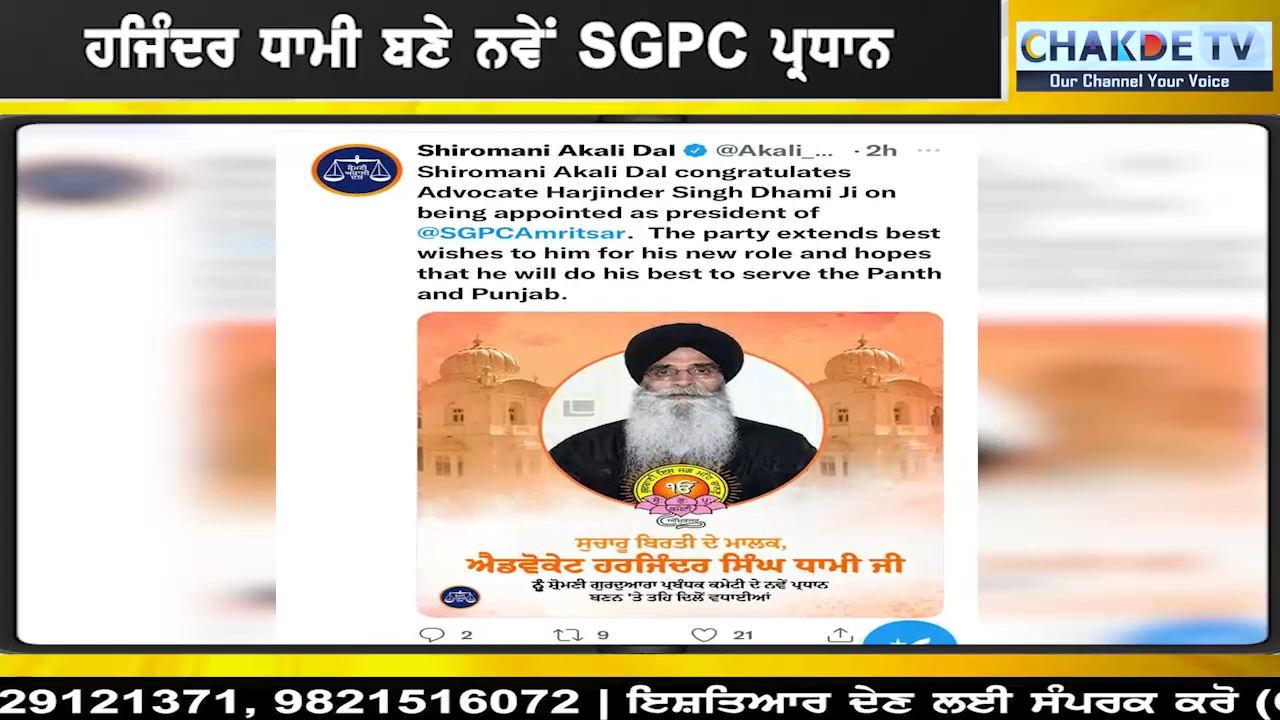 ਹਜਿੰਦਰ ਧਾਮੀ ਬਣੇ ਨਵੇਂ SGPC ਪ੍ਰਧਾਨ
CHAKDE TV
Our Channel Your Voice
Shiromani Akali Dal @Akali_... · 2h ...
Shiromani Akali Dal congratulates
Advocate Harjinder Singh Dhami Ji on
being appointed as president of
@SGPCAmritsar. The party extends best
wishes to him for his new role and hopes
that he will do his best to serve the Panth
and Punjab.
ਸ਼੍ਰੋਮਣੀ
ਅਕਾਲੀ
ਦਲ
ੴ
ਸ਼੍ਰੋ: ਗੁ: ਪ੍ਰ:
ਕਮੇਟੀ
ਸੁਚਾਰੂ ਬਿਰਤੀ ਦੇ ਮਾਲਕ,
ਐਡਵੋਕੇਟ ਹਰਜਿੰਦਰ ਸਿੰਘ ਧਾਮੀ ਜੀ
ਨੂੰ ਸ਼੍ਰੋਮਣੀ ਗੁਰਦੁਆਰਾ ਪ੍ਰਬੰਧਕ ਕਮੇਟੀ ਦੇ ਨਵੇਂ ਪ੍ਰਧਾਨ
ਬਣਨ 'ਤੇ ਤਹਿ ਦਿਲੋਂ ਵਧਾਈਆਂ
2 9 21
29121371, 9821516072 | ਇਸ਼ਤਿਆਰ ਦੇਣ ਲਈ ਸੰਪਰਕ ਕਰੋ (